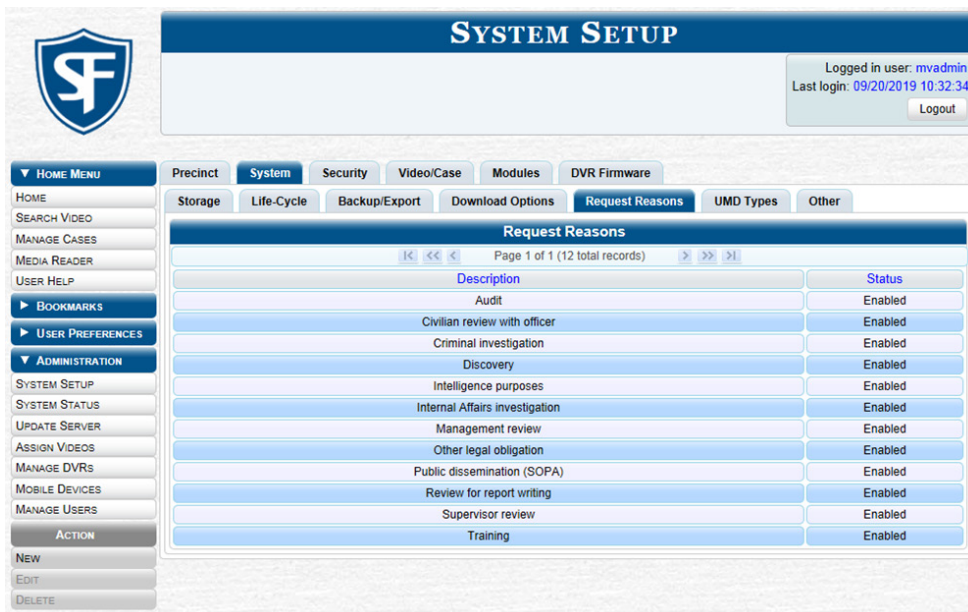 SF
SYSTEM SETUP
Logged in user: mvadmin
Last login: 09/20/2019 10:32:34
Logout
▼ HOME MENU
HOME
SEARCH VIDEO
MANAGE CASES
MEDIA READER
USER HELP
► BOOKMARKS
► USER PREFERENCES
▼ ADMINISTRATION
SYSTEM SETUP
SYSTEM STATUS
UPDATE SERVER
ASSIGN VIDEOS
MANAGE DVRS
MOBILE DEVICES
MANAGE USERS
ACTION
NEW
EDIT
DELETE
Precinct System Security Video/Case Modules DVR Firmware
Storage Life-Cycle Backup/Export Download Options Request Reasons UMD Types Other
Request Reasons
|< << < Page 1 of 1 (12 total records) > >> >|
Description Status
Audit Enabled
Civilian review with officer Enabled
Criminal investigation Enabled
Discovery Enabled
Intelligence purposes Enabled
Internal Affairs investigation Enabled
Management review Enabled
Other legal obligation Enabled
Public dissemination (SOPA) Enabled
Review for report writing Enabled
Supervisor review Enabled
Training Enabled